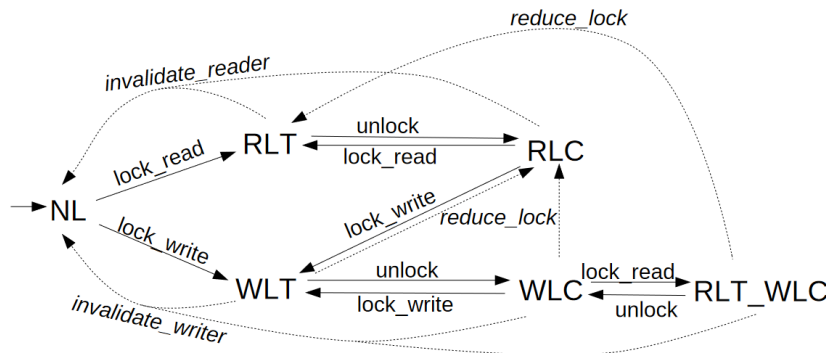 reduce_lock
invalidate_reader
unlock
RLT
RLC
lock_read
lock_read
NL
lock_write
reduce_lock
lock_write
unlock
lock_read
WLT
WLC
RLT_WLC
lock_write
unlock
invalidate_writer